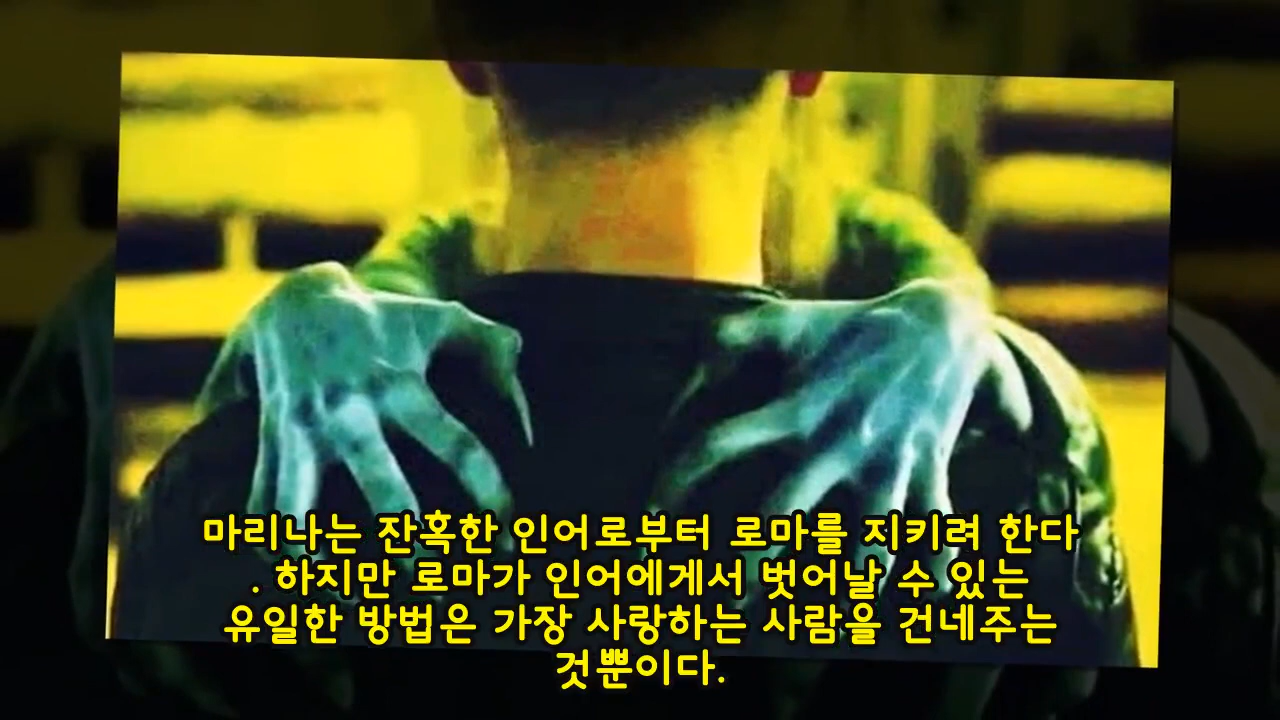 마리나는 잔혹한 인어로부터 로마를 지키려 한다
. 하지만 로마가 인어에게서 벗어날 수 있는
유일한 방법은 가장 사랑하는 사람을 건네주는
것뿐이다.